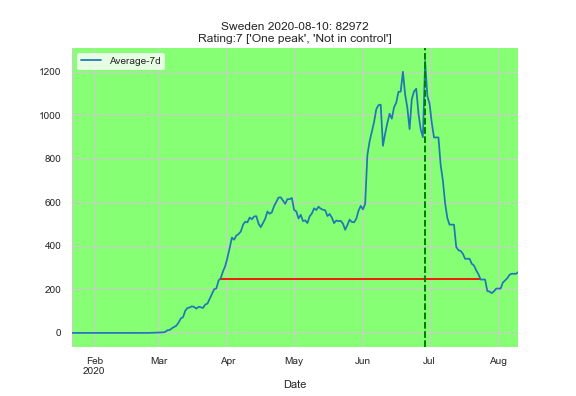 Sweden 2020-08-10: 82972
Rating:7 ['One peak', 'Not in control']
Average-7d
1200
1000
800
600
400
200
0
Feb Mar Apr May Jun Jul Aug
2020
Date